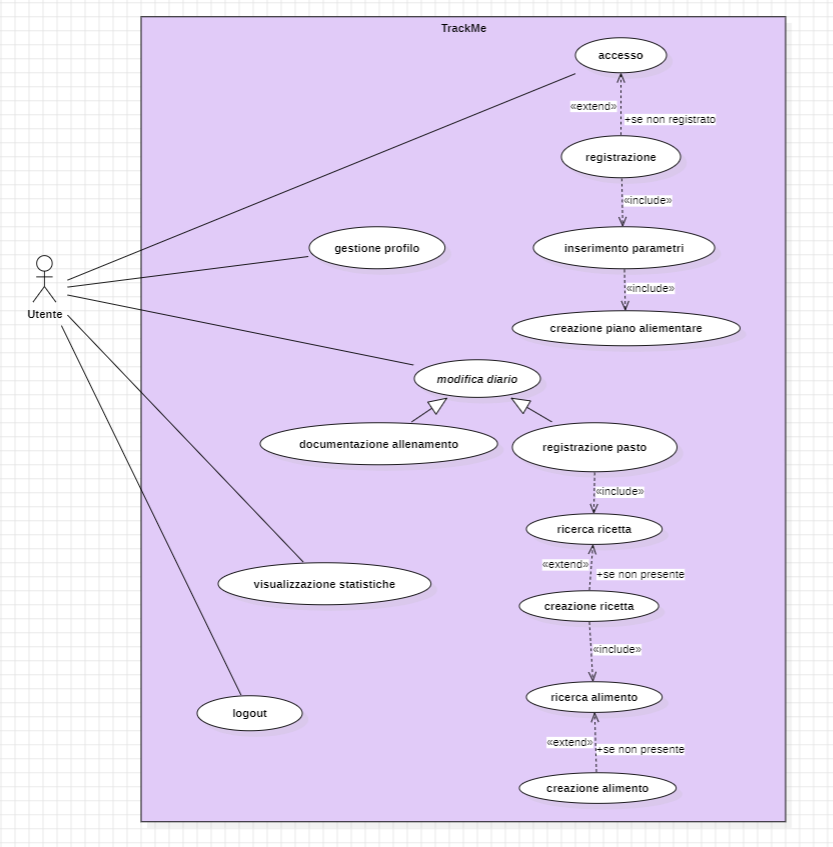 TrackMe
accesso
«extend»
+se non registrato
registrazione
«include»
gestione profilo
inserimento parametri
«include»
Utente
creazione piano aliementare
modifica diario
documentazione allenamento
registrazione pasto
«include»
ricerca ricetta
«extend»
+se non presente
visualizzazione statistiche
creazione ricetta
«include»
ricerca alimento
logout
«extend»
+se non presente
creazione alimento